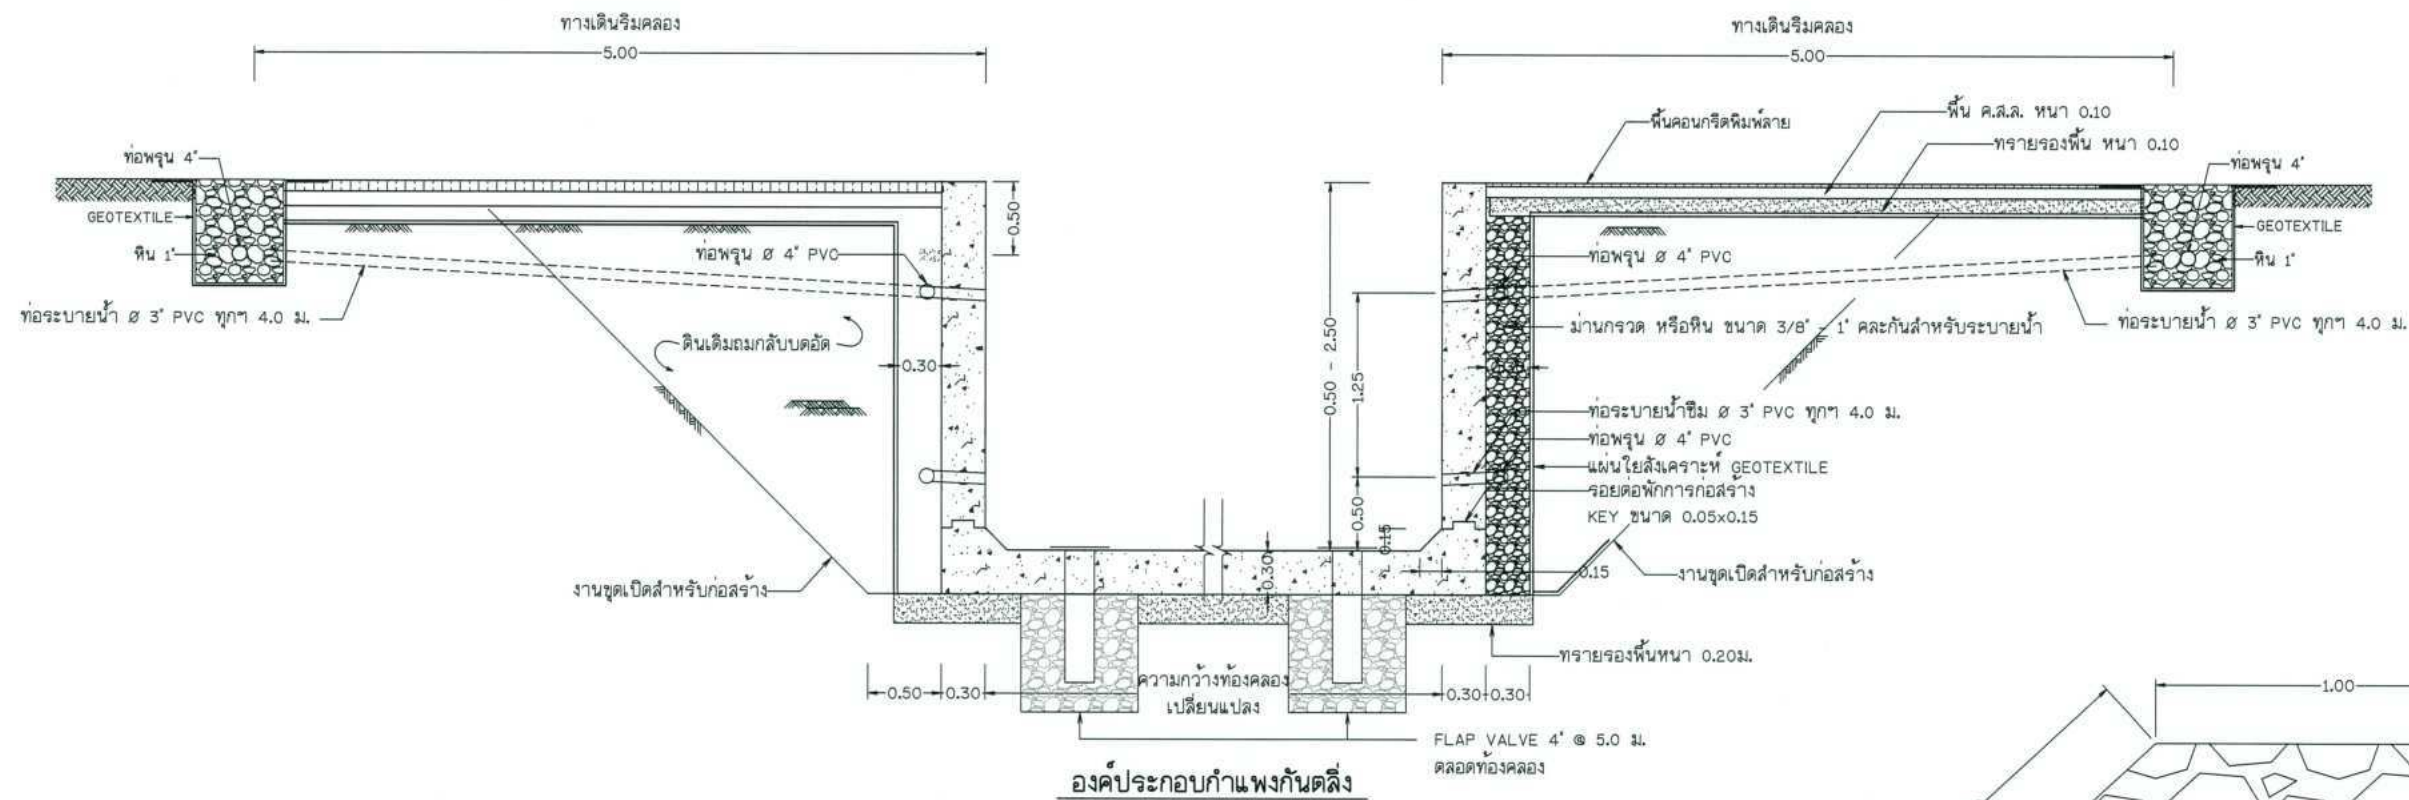 ทางเดินริมคลอง
5.00
ทางเดินริมคลอง
5.00
ท่อพรุน 4"
GEOTEXTILE
หิน 1"
ท่อระบายน้ำ Ø 3" PVC ทุกๆ 4.0 ม.
ท่อพรุน Ø 4" PVC
ดินเดิมถมกลับบดอัด
0.30
0.50
งานขุดเปิดสำหรับก่อสร้าง
0.50
0.30
พื้นคอนกรีตพิมพ์ลาย
พื้น ค.ส.ล. หนา 0.10
ทรายรองพื้น หนา 0.10
ท่อพรุน 4"
GEOTEXTILE
หิน 1"
ท่อพรุน Ø 4" PVC
ม่านกรวด หรือหิน ขนาด 3/8" - 1" คละกันสำหรับระบายน้ำ
ท่อระบายน้ำ Ø 3" PVC ทุกๆ 4.0 ม.
0.50 - 2.50
1.25
0.50
0.15
0.30
0.15
ท่อระบายน้ำซึม Ø 3" PVC ทุกๆ 4.0 ม.
ท่อพรุน Ø 4" PVC
แผ่นใยสังเคราะห์ GEOTEXTILE
รอยต่อพักการก่อสร้าง
KEY ขนาด 0.05x0.15
งานขุดเปิดสำหรับก่อสร้าง
ทรายรองพื้นหนา 0.20ม.
ความกว้างท้องคลอง
เปลี่ยนแปลง
0.30
0.30
FLAP VALVE 4" @ 5.0 ม.
ตลอดท้องคลอง
1.00
องค์ประกอบกำแพงกันตลิ่ง